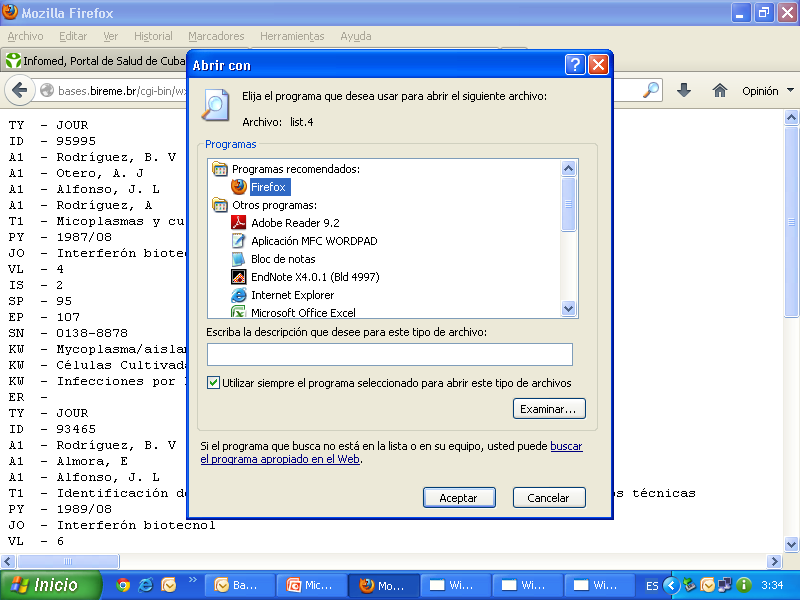 Mozilla Firefox
Archivo Editar Ver Historial Marcadores Herramientas Ayuda
Infomed, Portal de Salud de Cuba
bases.bireme.br/cgi-bin/wx
Opinión
Abrir con
Elija el programa que desea usar para abrir el siguiente archivo:
Archivo: list.4
Programas
Programas recomendados:
Firefox
Otros programas:
Adobe Reader 9.2
Aplicación MFC WORDPAD
Bloc de notas
EndNote X4.0.1 (Bld 4997)
Internet Explorer
Microsoft Office Excel
Escriba la descripción que desee para este tipo de archivo:
Utilizar siempre el programa seleccionado para abrir este tipo de archivos
Examinar...
Si el programa que busca no está en la lista o en su equipo, usted puede buscar
el programa apropiado en el Web.
Aceptar Cancelar
TY - JOUR
ID - 95995
A1 - Rodríguez, B. V
A1 - Otero, A. J
A1 - Alfonso, J. L
A1 - Rodríguez, A
T1 - Micoplasmas y cu
PY - 1987/08
JO - Interferón biote
VL - 4
IS - 2
SP - 95
EP - 107
SN - 0138-8878
KW - Mycoplasma/aisla
KW - Células Cultivad
KW - Infecciones por
ER -
TY - JOUR
ID - 93465
A1 - Rodríguez, B. V
A1 - Almora, E
A1 - Alfonso, J. L
T1 - Identificación d s técnicas
PY - 1989/08
JO - Interferón biotecnol
VL - 6
Inicio
Ba...
Mic...
Mo...
Wi...
Wi...
Wi...
ES
3:34